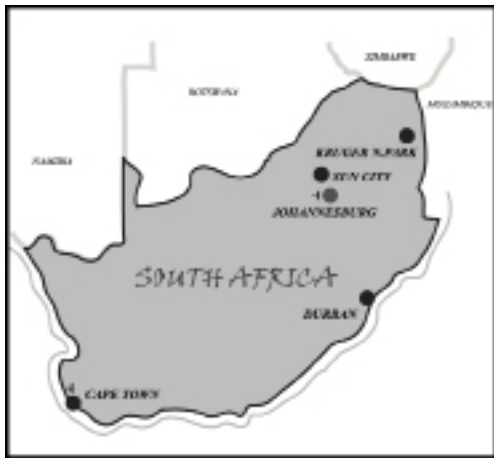 ZIMBABWE
BOTSWANA
MOZAMBIQUE
KRUGER N.PARK
NAMIBIA
SUN CITY
JOHANNESBURG
SOUTH AFRICA
DURBAN
CAPE TOWN